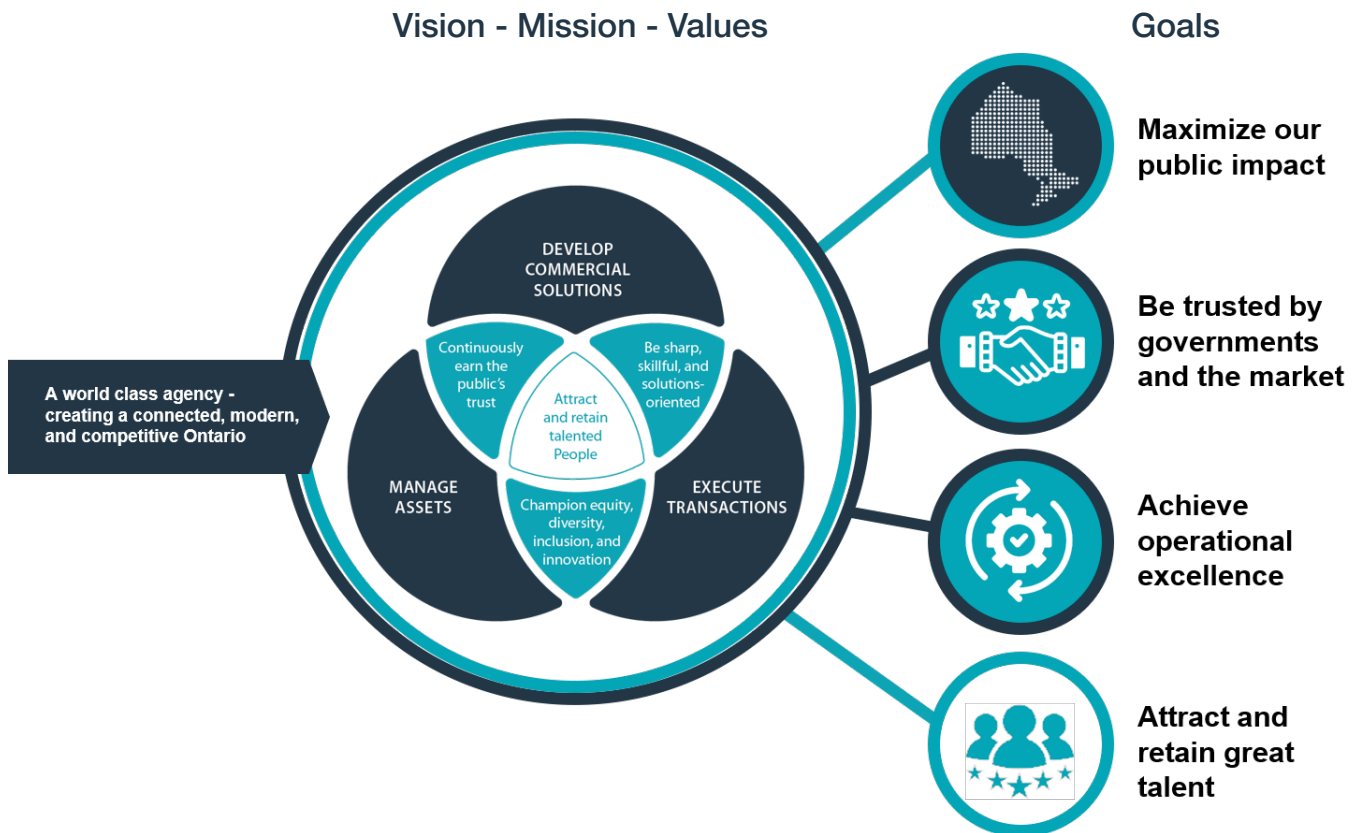 Vision - Mission - Values
Goals
A world class agency -
creating a connected, modern,
and competitive Ontario
DEVELOP
COMMERCIAL
SOLUTIONS
Continuously
earn the
public's
trust
Be sharp,
skillful, and
solutions-
oriented
Attract
and retain
talented
People
MANAGE
ASSETS
EXECUTE
TRANSACTIONS
Champion equity,
diversity,
inclusion, and
innovation
Maximize our
public impact
Be trusted by
governments
and the market
Achieve
operational
excellence
Attract and
retain great
talent